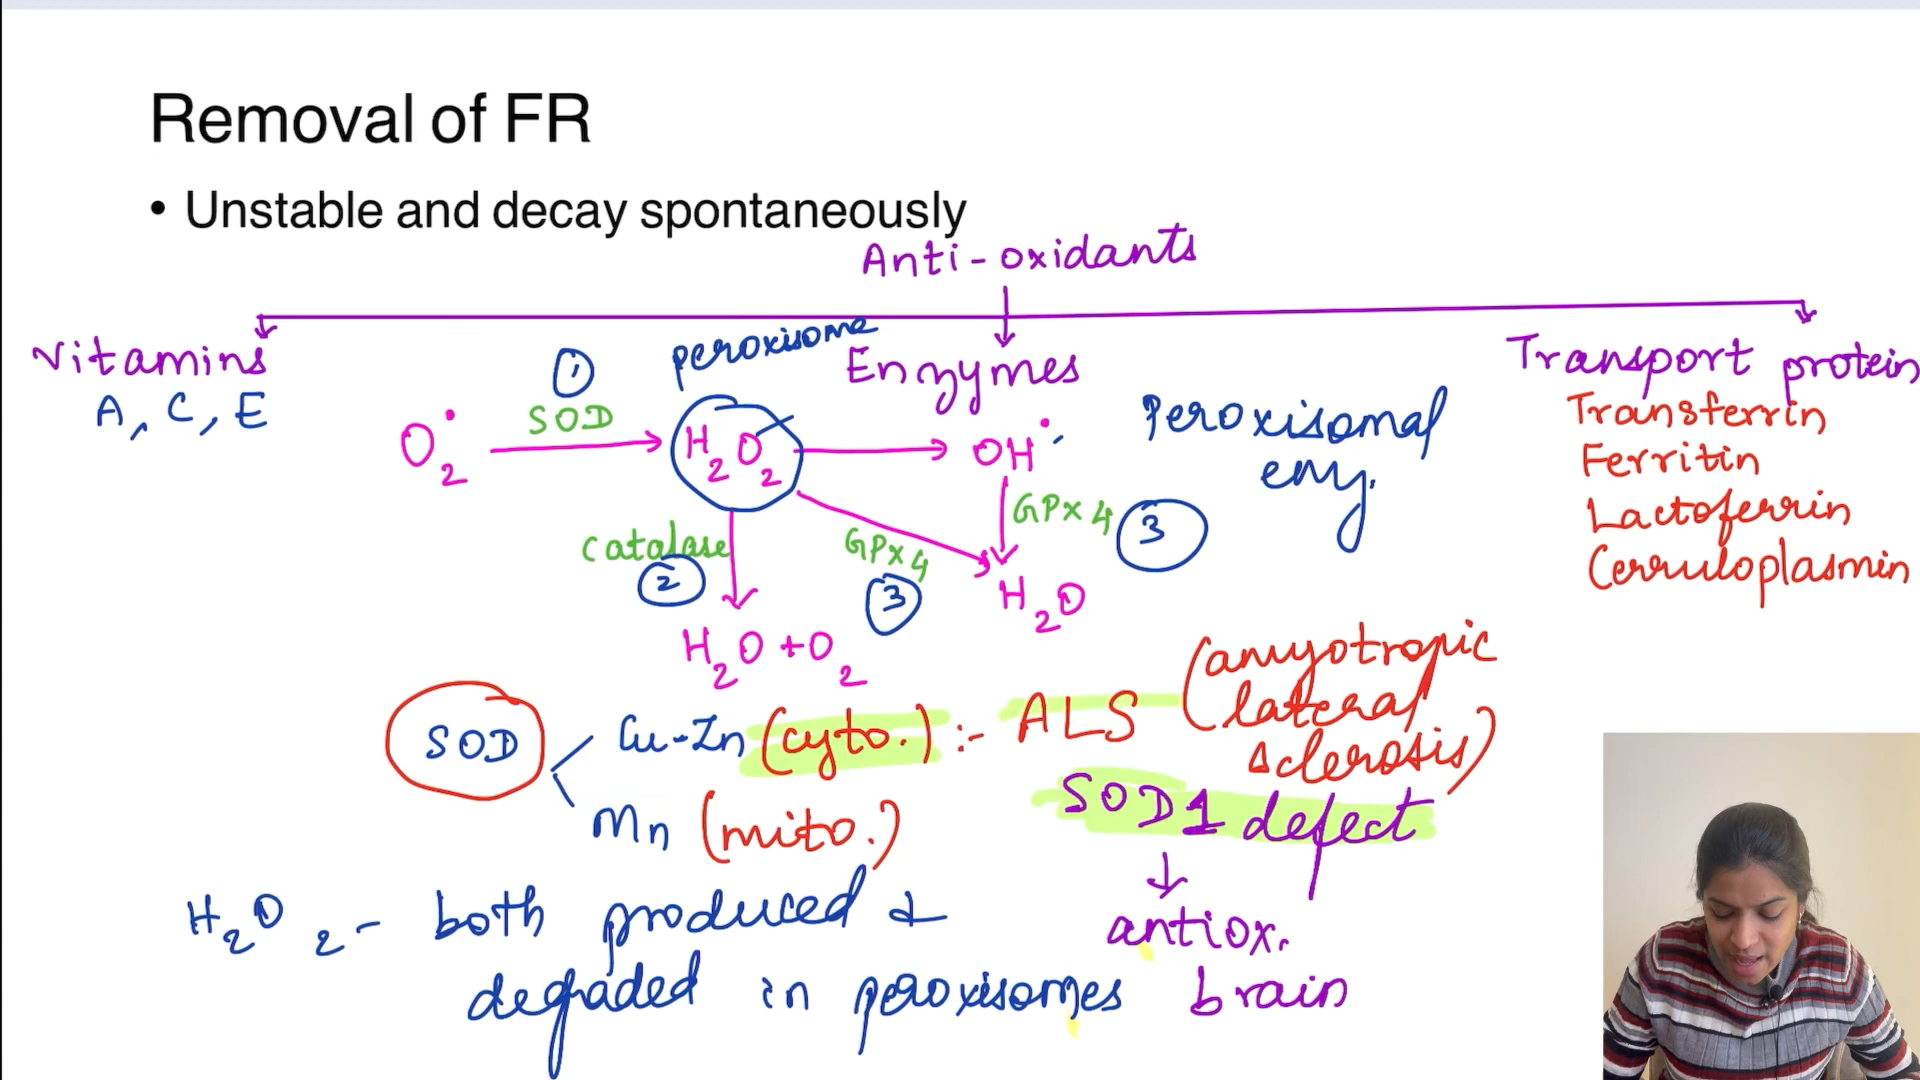 Removal of FR
• Unstable and decay spontaneously
Anti-oxidants
Vitamins
A, C, E
Enzymes
Transport protein
Transferrin
Ferritin
Lactoferrin
Cerruloplasmin
peroxisome
①
SOD
O₂• → H₂O₂ → OH•
Peroxisomal
enz.
catalase
②
GPx4
③
GPx4
③
H₂O
H₂O + O₂
SOD
Cu-Zn (cyto.) :- ALS (amyotropic
lateral
sclerosis)
Mn (mito.)
SOD1 defect
↓
antiox.
brain
H₂O₂ - both produced &
degraded in peroxisomes